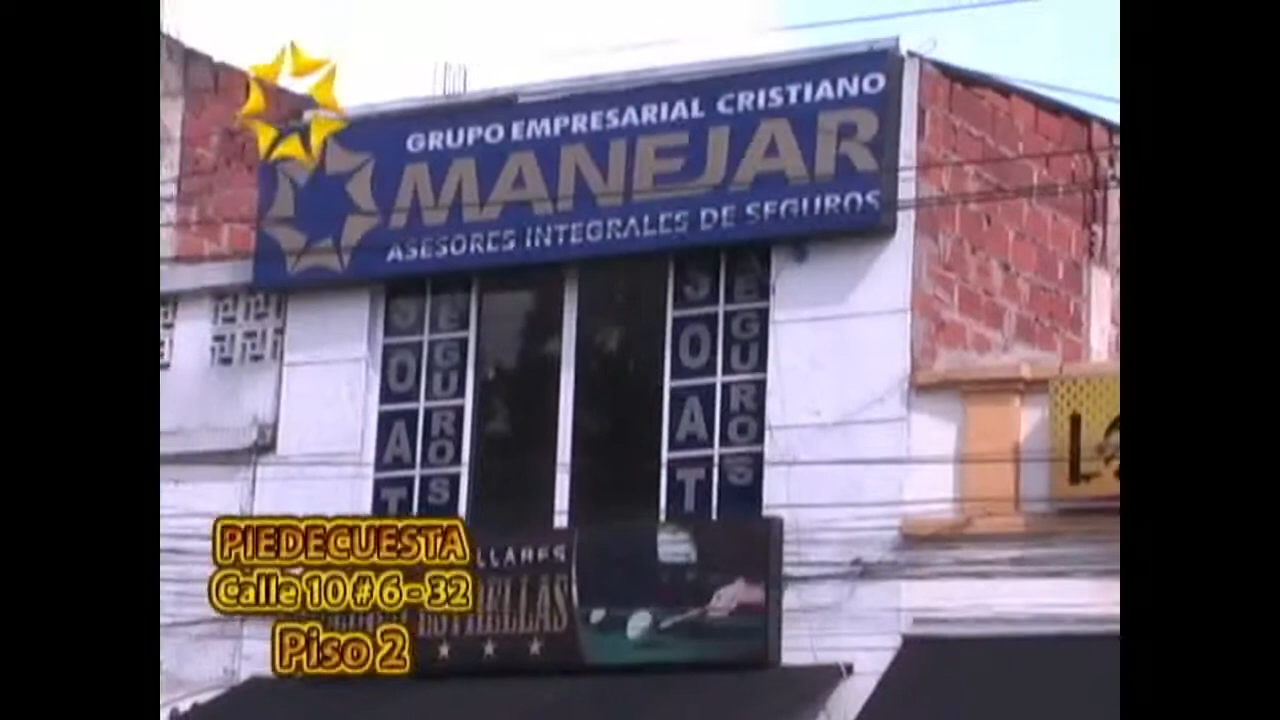 GRUPO EMPRESARIAL CRISTIANO
MANEJAR
ASESORES INTEGRALES DE SEGUROS
SOAT
SEGUROS
SOAT
SEGUROS
PIEDECUESTA
Calle 10 # 6 - 32
Piso 2